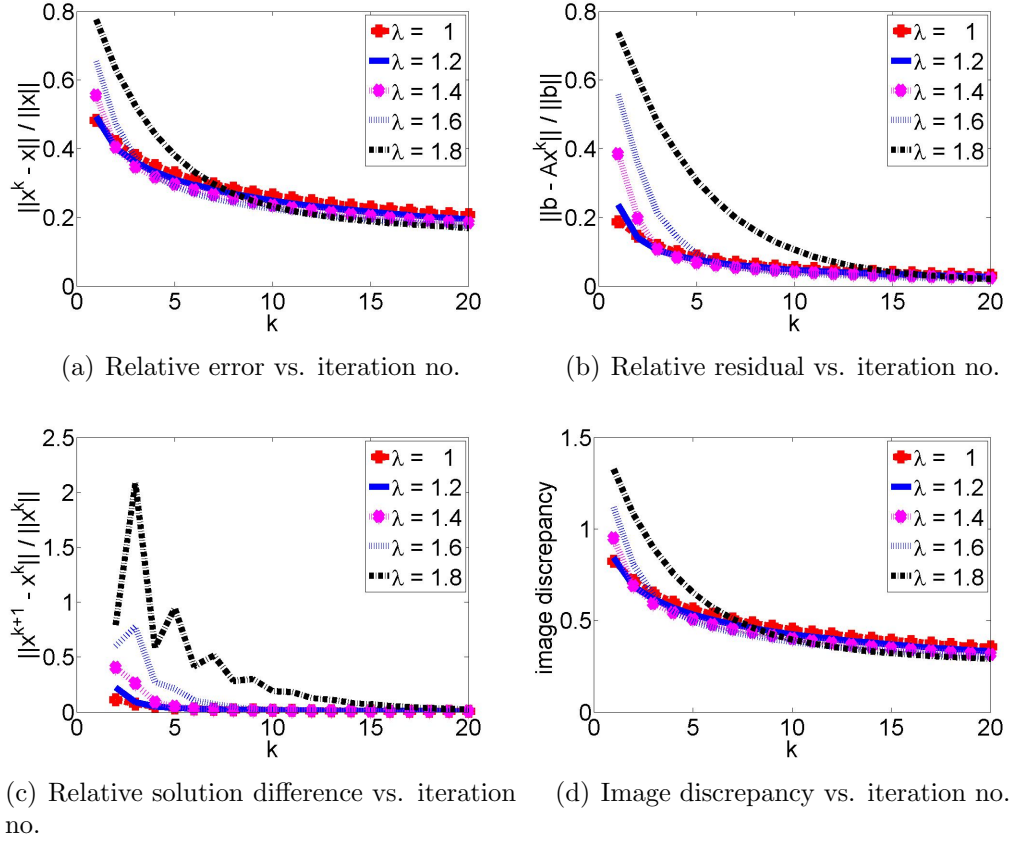 0.8
0.6
0.4
0.2
0
0 5 10 15 20
k
||x^k - x|| / ||x||
λ = 1
λ = 1.2
λ = 1.4
λ = 1.6
λ = 1.8
(a) Relative error vs. iteration no.
0.8
0.6
0.4
0.2
0
0 5 10 15 20
k
||b - Ax^k|| / ||b||
λ = 1
λ = 1.2
λ = 1.4
λ = 1.6
λ = 1.8
(b) Relative residual vs. iteration no.
2.5
2
1.5
1
0.5
0
0 5 10 15 20
k
||x^{k+1} - x^k|| / ||x^k||
λ = 1
λ = 1.2
λ = 1.4
λ = 1.6
λ = 1.8
(c) Relative solution difference vs. iteration
no.
1.5
1
0.5
0
0 5 10 15 20
k
image discrepancy
λ = 1
λ = 1.2
λ = 1.4
λ = 1.6
λ = 1.8
(d) Image discrepancy vs. iteration no.